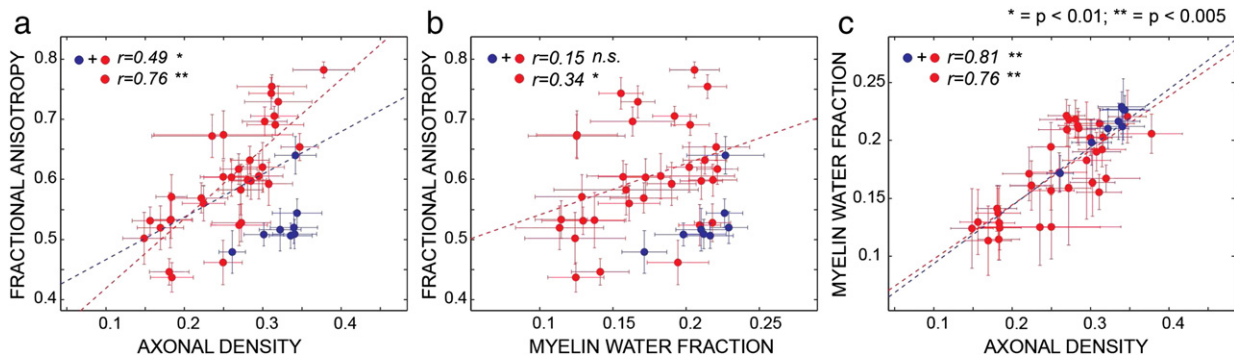 * = p < 0.01; ** = p < 0.005
a
+ r=0.49 *
r=0.76 **
FRACTIONAL ANISOTROPY
0.8
0.7
0.6
0.5
0.4
0.1 0.2 0.3 0.4
AXONAL DENSITY
b
+ r=0.15 n.s.
r=0.34 *
FRACTIONAL ANISOTROPY
0.8
0.7
0.6
0.5
0.4
0.1 0.15 0.2 0.25
MYELIN WATER FRACTION
c
+ r=0.81 **
r=0.76 **
MYELIN WATER FRACTION
0.25
0.2
0.15
0.1
0.1 0.2 0.3 0.4 0.5
AXONAL DENSITY